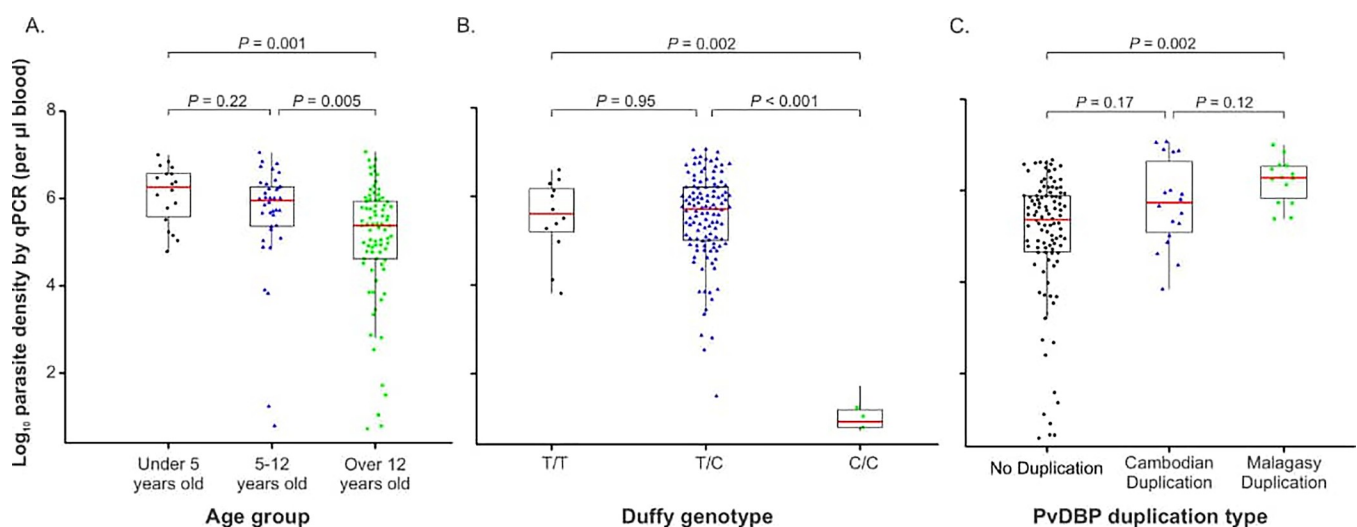 A.
P = 0.001
P = 0.22
P = 0.005
Log₁₀ parasite density by qPCR (per µl blood)
8
6
4
2
Under 5
years old
5-12
years old
Over 12
years old
Age group
B.
P = 0.002
P = 0.95
P < 0.001
T/T
T/C
C/C
Duffy genotype
C.
P = 0.002
P = 0.17
P = 0.12
No Duplication
Cambodian
Duplication
Malagasy
Duplication
PvDBP duplication type